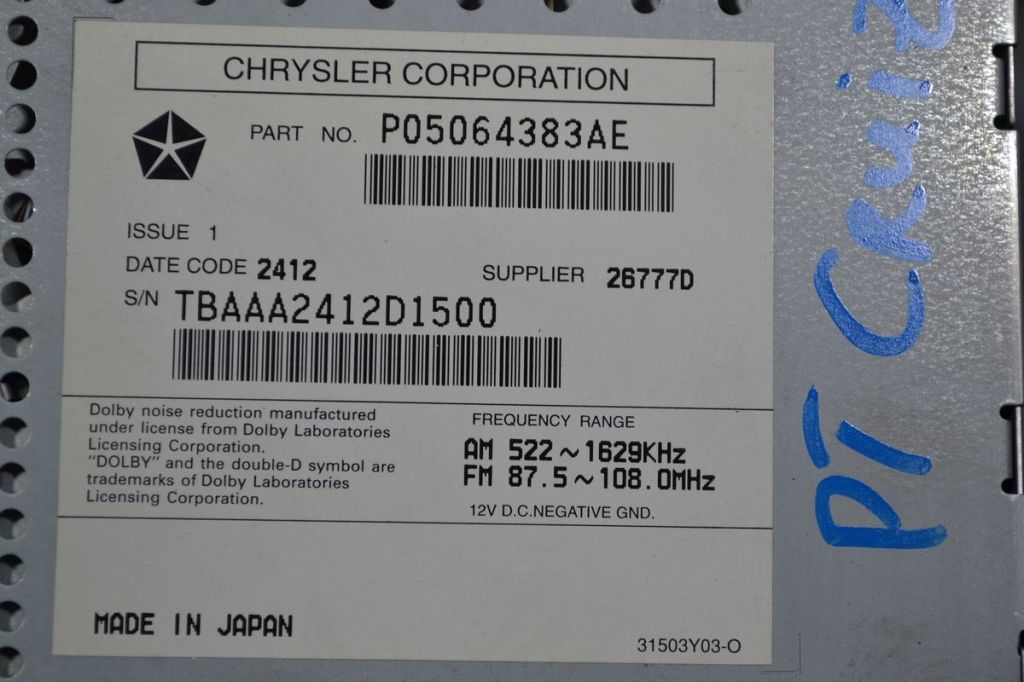 CHRYSLER CORPORATION
PART NO. P05064383AE
ISSUE 1
DATE CODE 2412
SUPPLIER 26777D
S/N TBAAA2412D1500
Dolby noise reduction manufactured
under license from Dolby Laboratories
Licensing Corporation.
"DOLBY" and the double-D symbol are
trademarks of Dolby Laboratories
Licensing Corporation.
FREQUENCY RANGE
AM 522~1629KHz
FM 87.5~108.0MHz
12V D.C.NEGATIVE GND.
MADE IN JAPAN
31503Y03-O
PT CRuiz